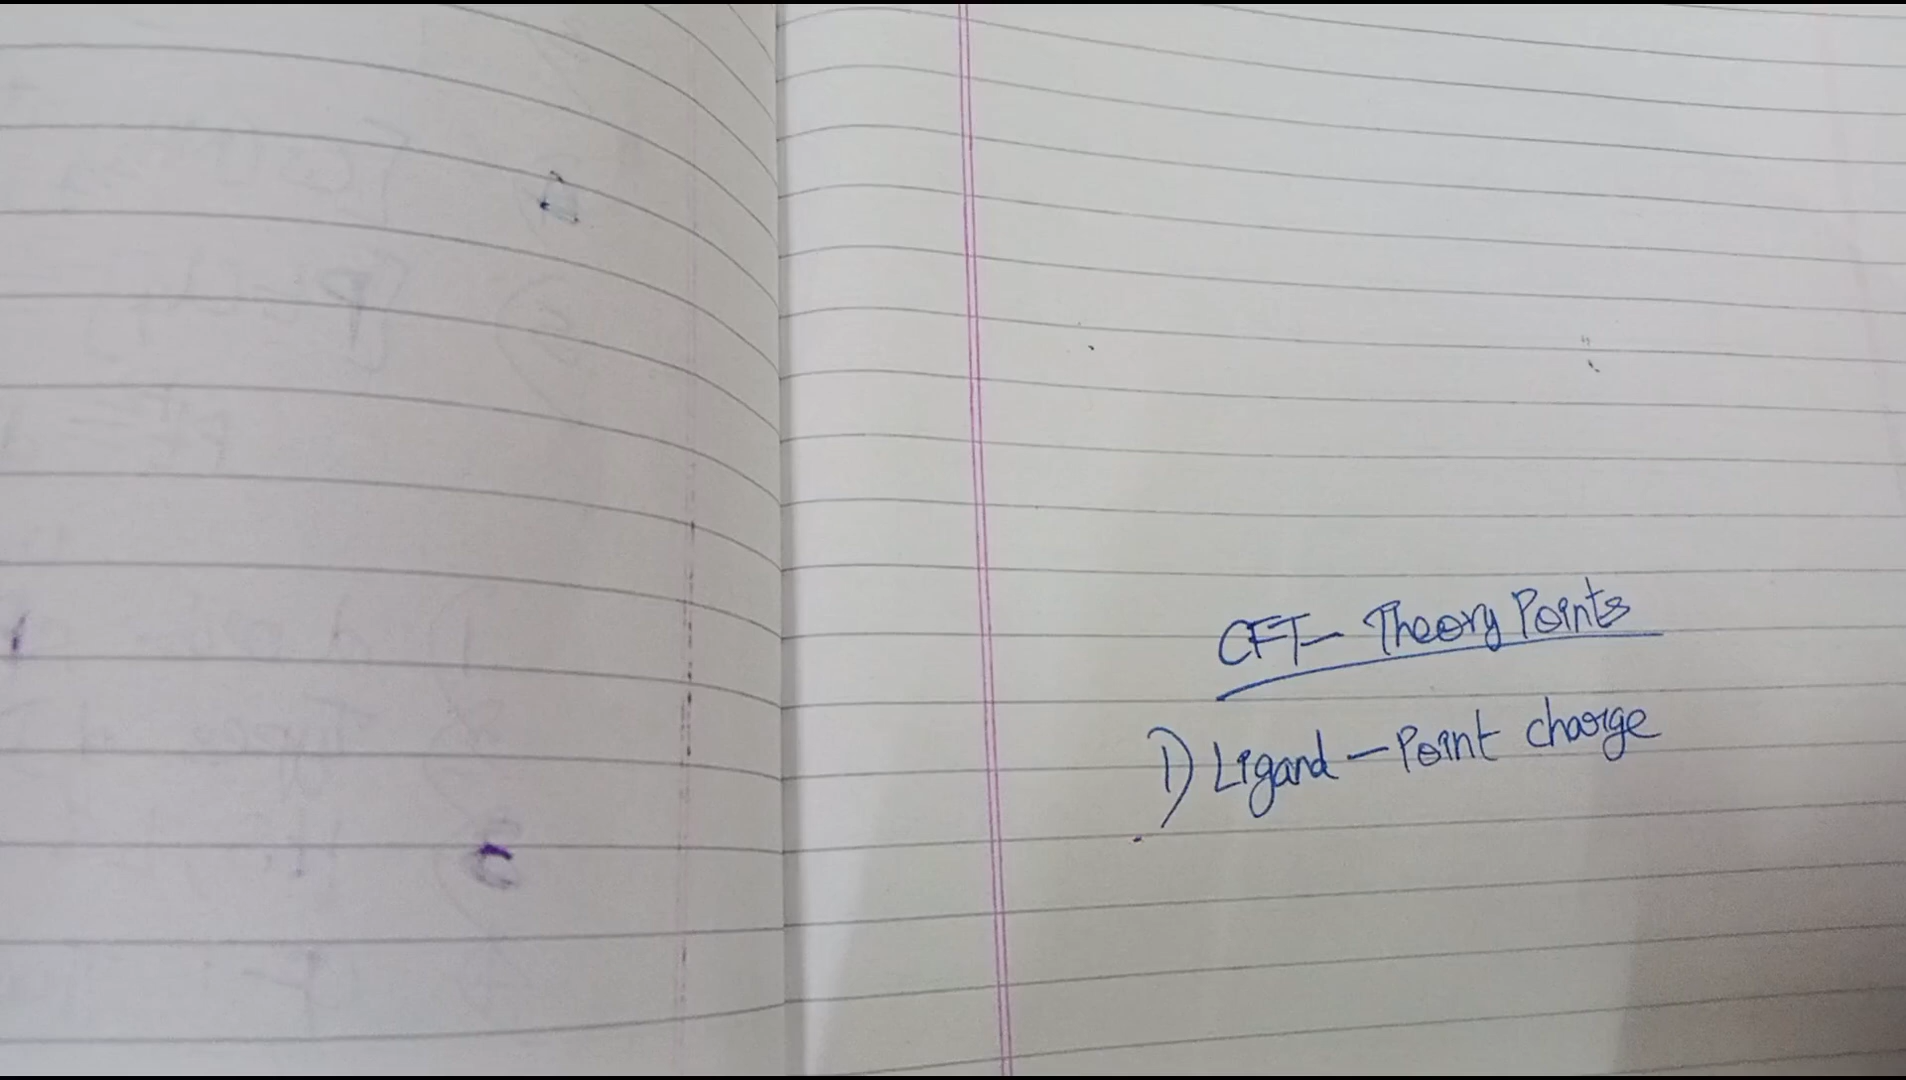 CFT- Theory Points
1) Ligand - Point charge